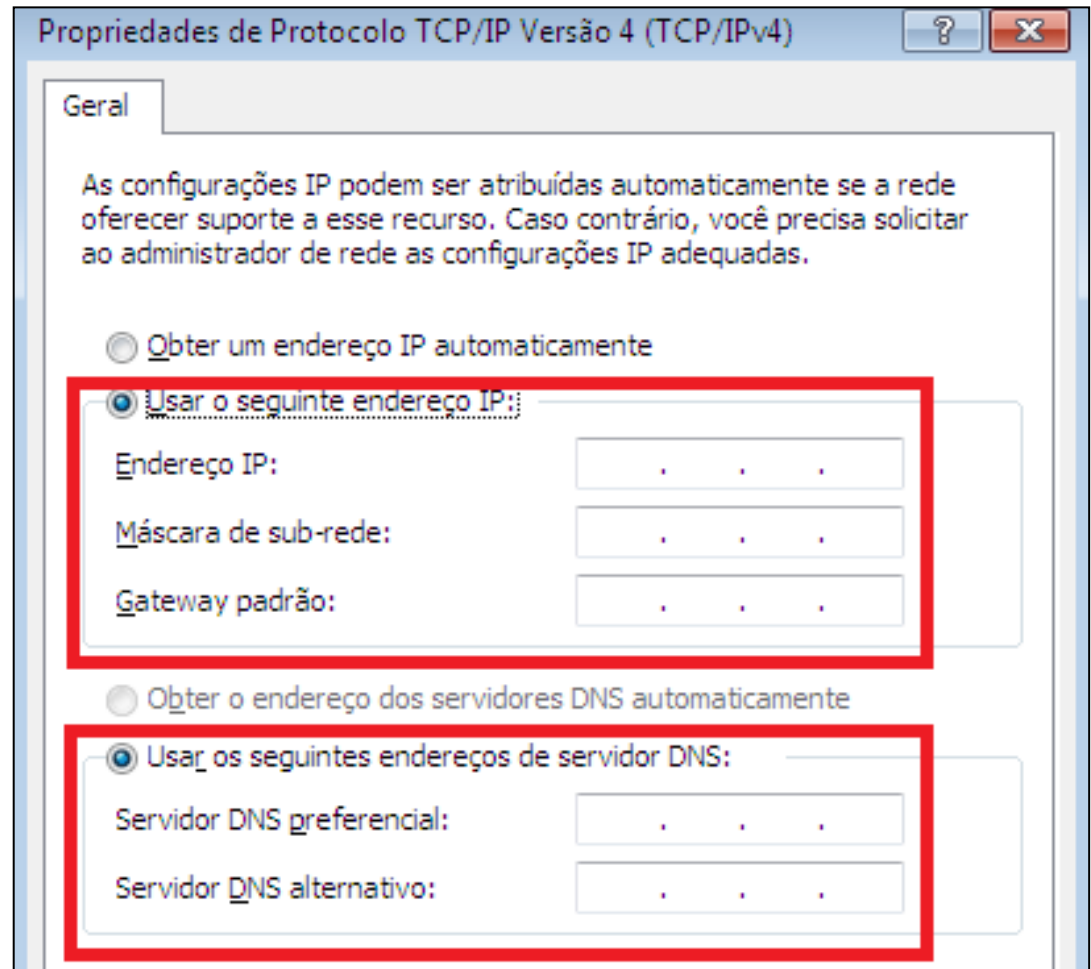 Propriedades de Protocolo TCP/IP Versão 4 (TCP/IPv4)
?
Geral
As configurações IP podem ser atribuídas automaticamente se a rede
oferecer suporte a esse recurso. Caso contrário, você precisa solicitar
ao administrador de rede as configurações IP adequadas.
Obter um endereço IP automaticamente
Usar o seguinte endereço IP:
Endereço IP: . . .
Máscara de sub-rede: . . .
Gateway padrão: . . .
Obter o endereço dos servidores DNS automaticamente
Usar os seguintes endereços de servidor DNS:
Servidor DNS preferencial: . . .
Servidor DNS alternativo: . . .